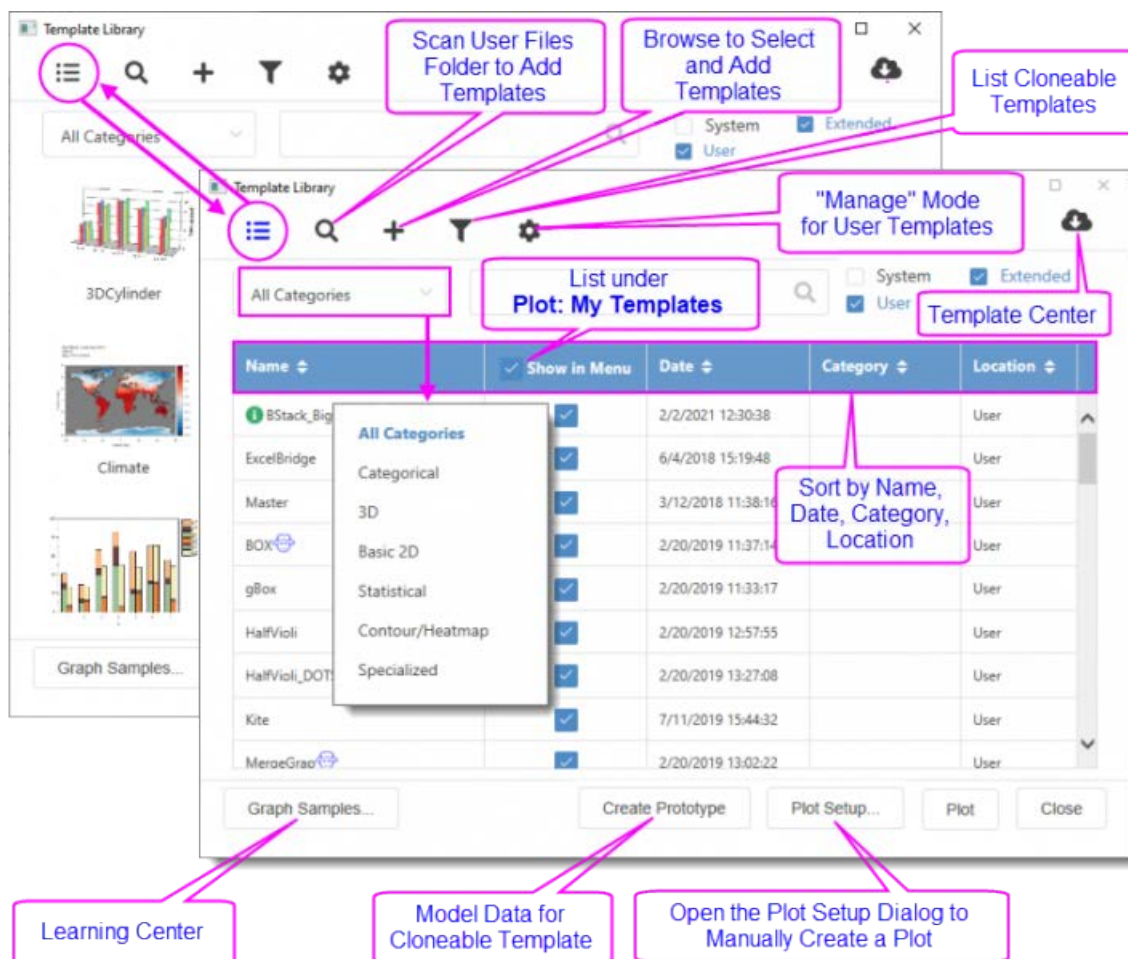 Template Library
Scan User Files
Folder to Add
Templates
Browse to Select
and Add
Templates
List Cloneable
Templates
All Categories
System
Extended
User
3DCylinder
Climate
Graph Samples...
Template Library
"Manage" Mode
for User Templates
All Categories
List under
Plot: My Templates
System
Extended
User
Template Center
Name
Show in Menu
Date
Category
Location
BStack_Big
2/2/2021 12:30:38
User
ExcelBridge
6/4/2018 15:19:48
User
Master
3/12/2018 11:38:16
User
BOX
2/20/2019 11:37:14
User
gBox
2/20/2019 11:33:17
User
HalfVioli
2/20/2019 12:57:55
User
HalfVioli_DOTS
2/20/2019 13:27:08
User
Kite
7/11/2019 15:44:32
User
MergeGrap
2/20/2019 13:02:22
User
All Categories
Categorical
3D
Basic 2D
Statistical
Contour/Heatmap
Specialized
Sort by Name,
Date, Category,
Location
Graph Samples...
Create Prototype
Plot Setup...
Plot
Close
Learning Center
Model Data for
Cloneable Template
Open the Plot Setup Dialog to
Manually Create a Plot